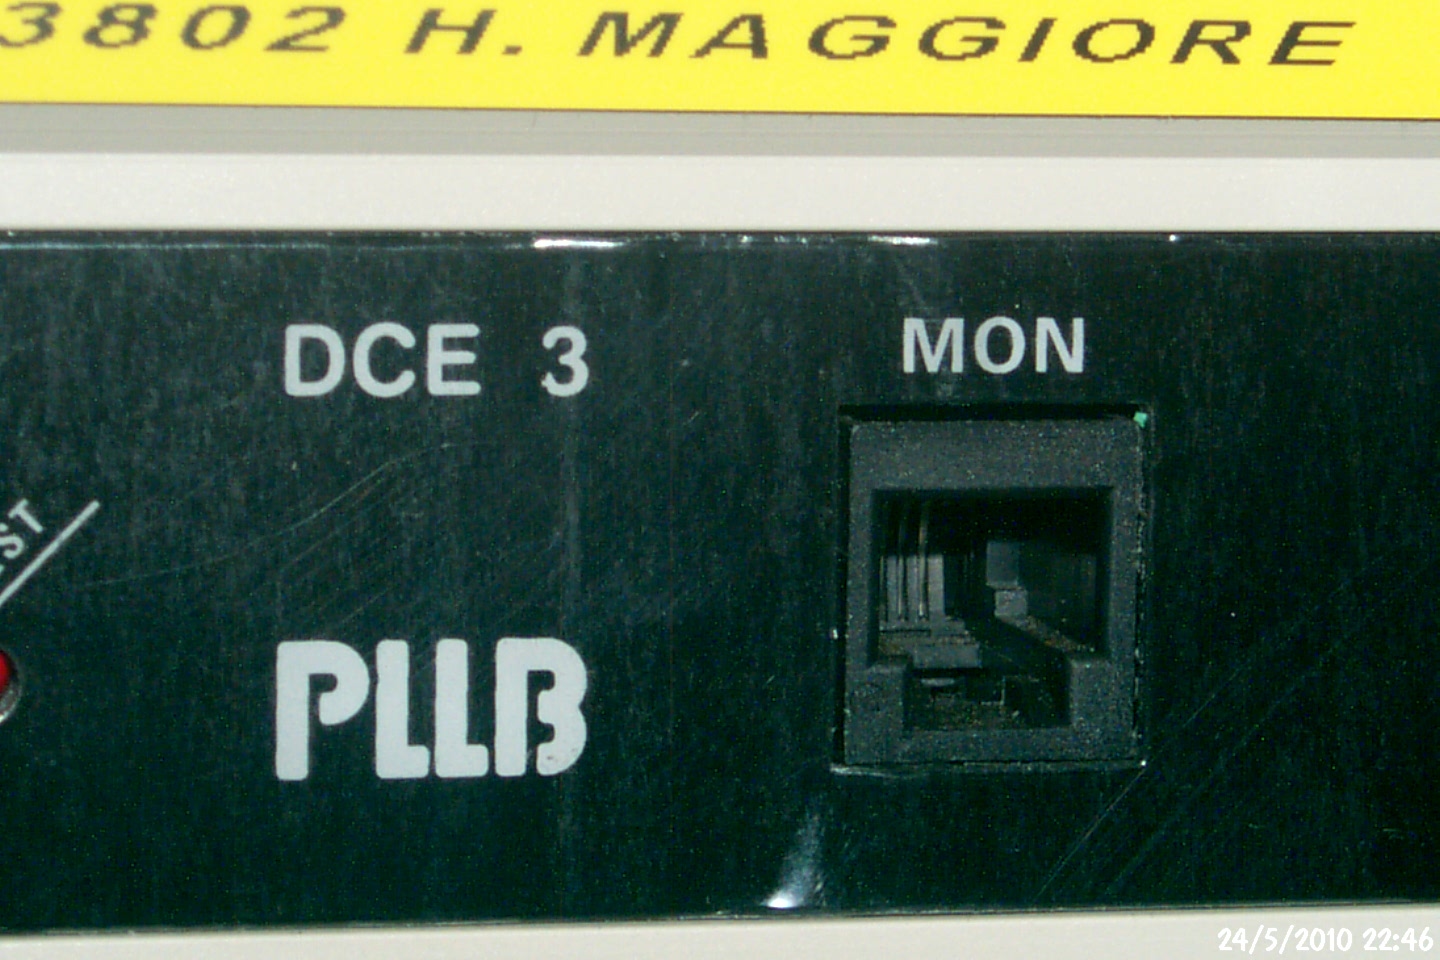 3802 H. MAGGIORE
DCE 3
MON
PLLB
24/5/2010 22:46